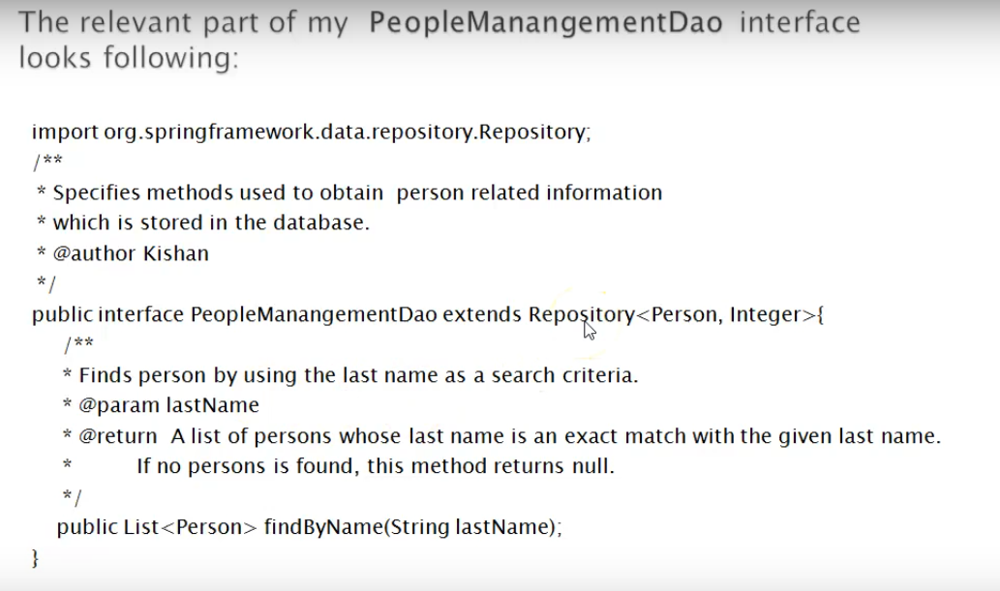 The relevant part of my PeopleManangementDao interface
looks following:
import org.springframework.data.repository.Repository;
/**
* Specifies methods used to obtain person related information
* which is stored in the database.
* @author Kishan
*/
public interface PeopleManangementDao extends Repository<Person, Integer>{
/**
* Finds person by using the last name as a search criteria.
* @param lastName
* @return A list of persons whose last name is an exact match with the given last name.
* If no persons is found, this method returns null.
*/
public List<Person> findByName(String lastName);
}